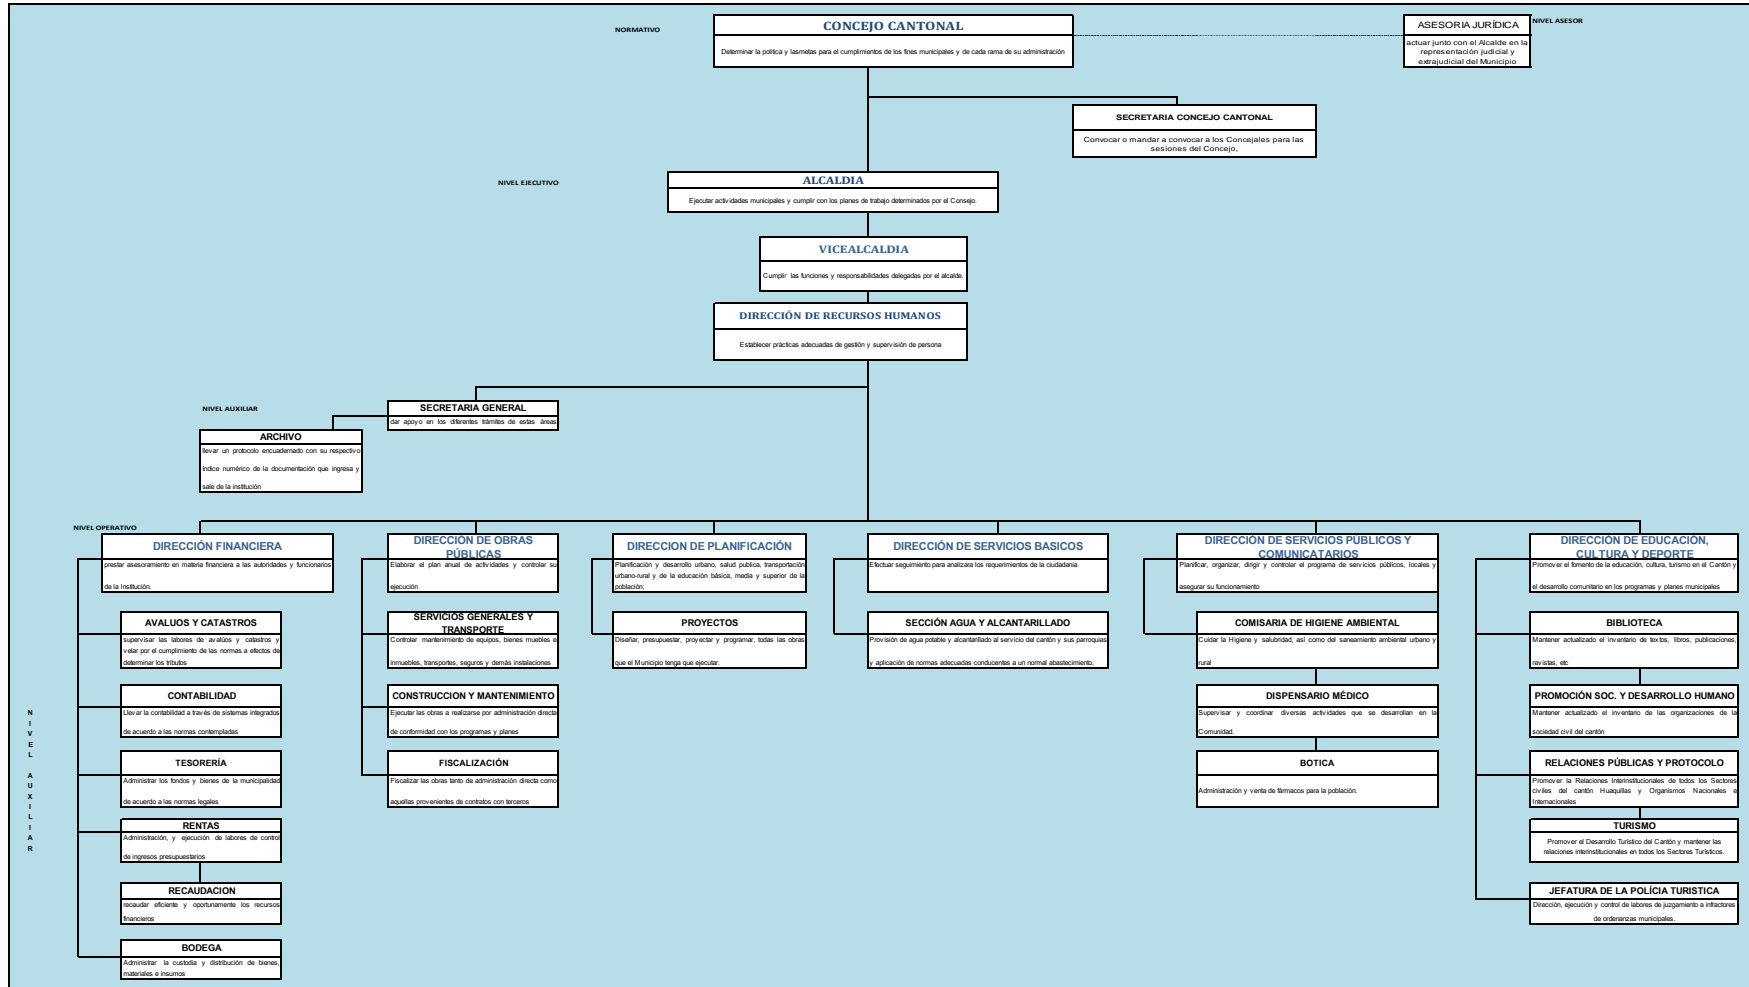 NORMATIVO
CONCEJO CANTONAL
Determinar la política y lasmetas para el cumplimientos de los fines municipales y de cada rama de su administración
ASESORIA JURÍDICA
actuar junto con el Alcalde en la
representación judicial y
extrajudicial del Municipio
NIVEL ASESOR
SECRETARIA CONCEJO CANTONAL
Convocar o mandar a convocar a los Concejales para las
sesiones del Concejo,
NIVEL EJECUTIVO
ALCALDIA
Ejecutar actividades municipales y cumplir con los planes de trabajo determinados por el Consejo.
VICEALCALDIA
Cumplir las funciones y responsabilidades delegadas por el alcalde.
DIRECCIÓN DE RECURSOS HUMANOS
Establecer prácticas adecuadas de gestión y supervisión de persona
NIVEL AUXILIAR
SECRETARIA GENERAL
dar apoyo en los diferentes trámites de estas áreas
ARCHIVO
llevar un protocolo encuadernado con su respectivo
índice numérico de la documentación que ingresa y
sale de la institución
NIVEL OPERATIVO
DIRECCIÓN FINANCIERA
prestar asesoramiento en materia financiera a las autoridades y funcionarios
de la Institución.
AVALUOS Y CATASTROS
supervisar las labores de avalúos y catastros y
velar por el cumplimiento de las normas a efectos de
determinar los tributos
CONTABILIDAD
Llevar la contabilidad a través de sistemas integrados
de acuerdo a las normas contempladas
TESORERÍA
Administrar los fondos y bienes de la municipalidad
de acuerdo a las normas legales
RENTAS
Administración, y ejecución de labores de control
de ingresos presupuestarios
RECAUDACION
recaudar eficiente y oportunamente los recursos
financieros
BODEGA
Administrar la custodia y distribución de bienes,
materiales e insumos
NIVEL AUXILIAR
DIRECCIÓN DE OBRAS
PÚBLICAS
Elaborar el plan anual de actividades y controlar su
ejecución
SERVICIOS GENERALES Y
TRANSPORTE
Controlar mantenimiento de equipos, bienes muebles e
inmuebles, transportes, seguros y demás instalaciones
CONSTRUCCION Y MANTENIMIENTO
Ejecutar las obras a realizarse por administración directa
de conformidad con los programas y planes
FISCALIZACIÓN
Fiscalizar las obras tanto de administración directa como
aquellas provenientes de contratos con terceros
DIRECCION DE PLANIFICACIÓN
Planificación y desarrollo urbano, salud publica, transportación
urbano-rural y de la educación básica, media y superior de la
población;
PROYECTOS
Diseñar, presupuestar, proyectar y programar, todas las obras
que el Municipio tenga que ejecutar.
DIRECCIÓN DE SERVICIOS BASICOS
Efectuar seguimiento para analizara los requerimientos de la ciudadania
SECCIÓN AGUA Y ALCANTARILLADO
Provisión de agua potable y alcantarillado al servicio del cantón y sus parroquias
y aplicación de normas adecuadas conducentes a un normal abastecimiento,
DIRECCIÓN DE SERVICIOS PÚBLICOS Y
COMUNICATARIOS
Planificar, organizar, dirigir y controlar el programa de servicios públicos, locales y
asegurar su funcionamiento
COMISARIA DE HIGIENE AMBIENTAL
Cuidar la Higiene y salubridad, así como del saneamiento ambiental urbano y
rural
DISPENSARIO MÉDICO
Supervisar y coordinar diversas actividades que se desarrollan en la
Comunidad.
BOTICA
Administración y venta de fármacos para la población.
DIRECCIÓN DE EDUCACIÓN,
CULTURA Y DEPORTE
Promover el fomento de la educación, cultura, turismo en el Cantón y
el desarrollo comunitario en los programas y planes municipales
BIBLIOTECA
Mantener actualizado el inventario de textos, libros, publicaciones,
revistas, etc
PROMOCIÓN SOC. Y DESARROLLO HUMANO
Mantener actualizado el inventario de las organizaciones de la
sociedad civil del cantón
RELACIONES PÚBLICAS Y PROTOCOLO
Promover la Relaciones Interinstitucionales de todos los Sectores
civiles del cantón Huaquillas y Organismos Nacionales e
Internacionales
TURISMO
Promover el Desarrollo Turístico del Cantón y mantener las
relaciones interinstitucionales en todos los Sectores Turísticos.
JEFATURA DE LA POLÍCIA TURISTICA
Dirección, ejecución y control de labores de juzgamiento a infractores
de ordenanzas municipales.